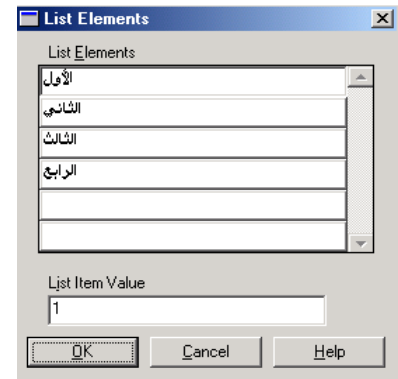 List Elements
List Elements
الأول
الثاني
الثالث
الرابع
List Item Value
1
OK Cancel Help